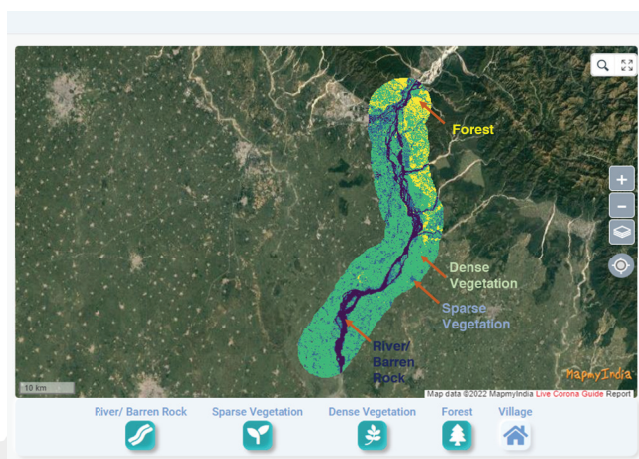 Forest
Dense
Vegetation
Sparse
Vegetation
River/
Barren
Rock
10 km
MapmyIndia
Map data ©2022 MapmyIndia Live Corona Guide Report
River/ Barren Rock Sparse Vegetation Dense Vegetation Forest Village